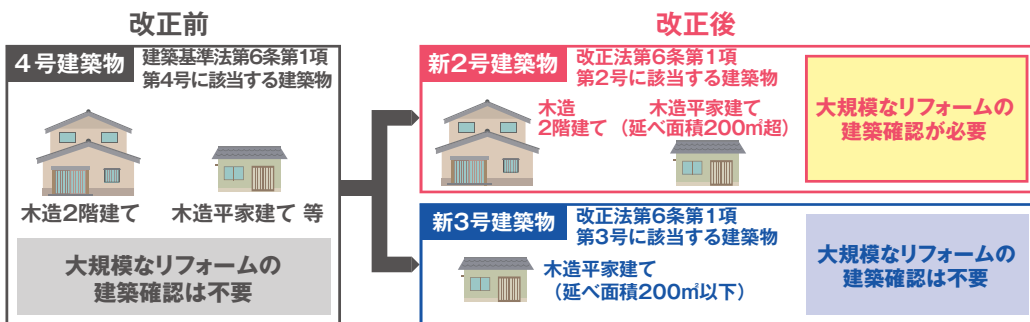 改正前
4号建築物
建築基準法第6条第1項
第4号に該当する建築物
木造2階建て
木造平家建て 等
大規模なリフォームの
建築確認は不要
改正後
新2号建築物
改正法第6条第1項
第2号に該当する建築物
木造
2階建て
木造平家建て
（延べ面積200㎡超）
大規模なリフォームの
建築確認が必要
新3号建築物
改正法第6条第1項
第3号に該当する建築物
木造平家建て
（延べ面積200㎡以下）
大規模なリフォームの
建築確認は不要